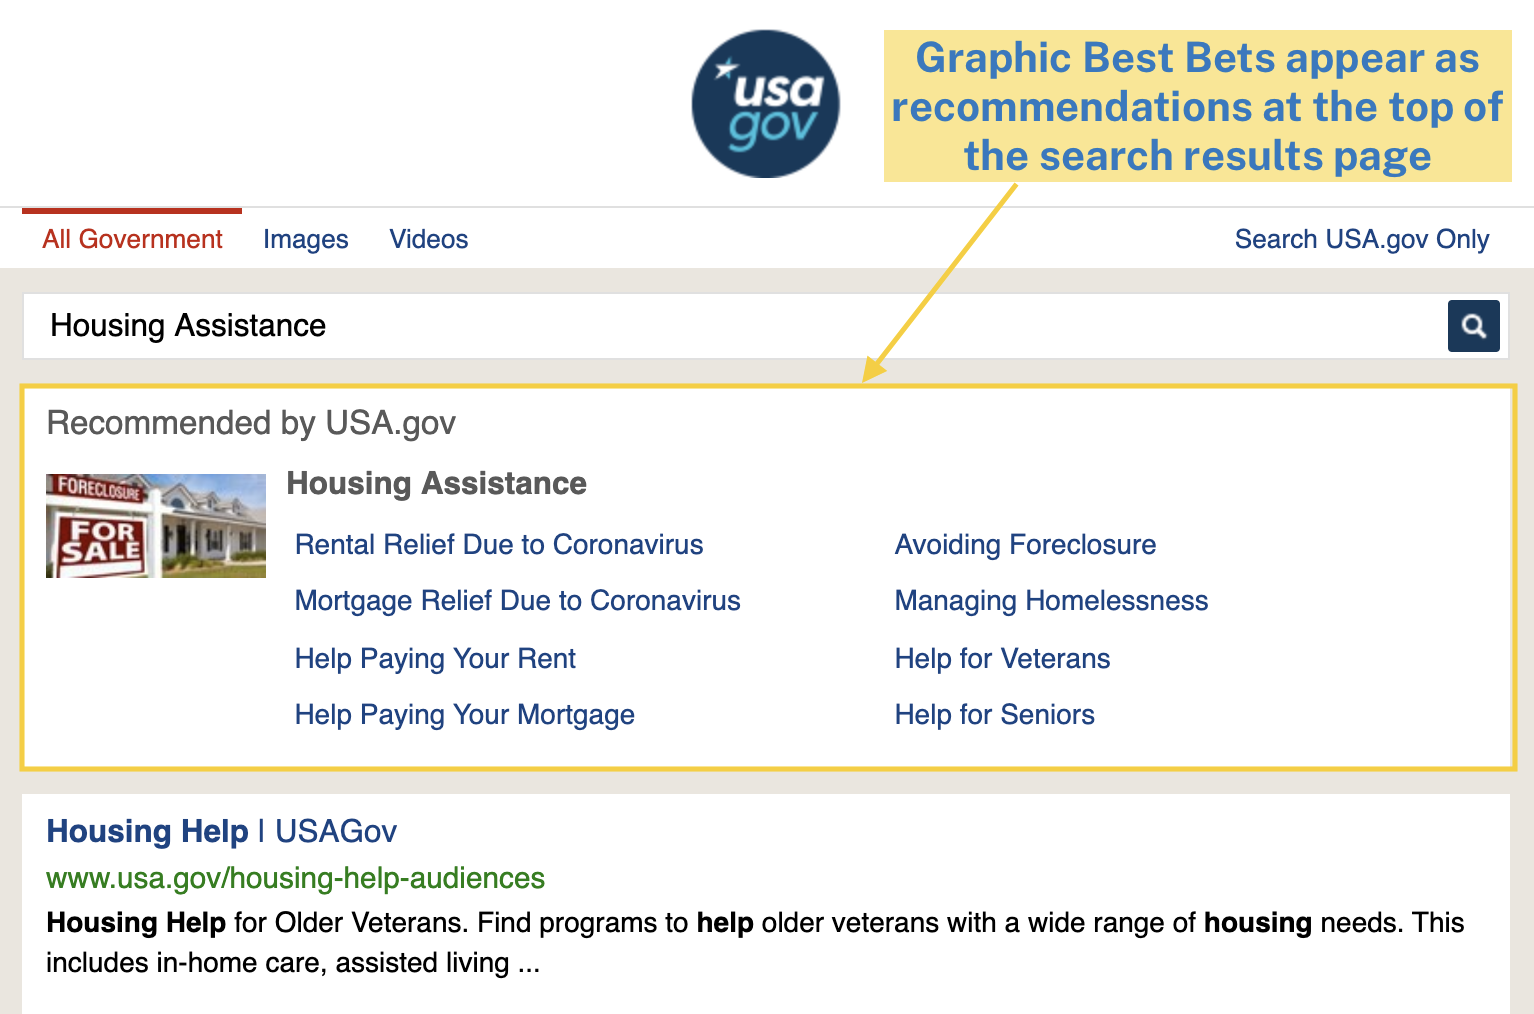 usa
gov
Graphic Best Bets appear as
recommendations at the top of
the search results page
All Government Images Videos Search USA.gov Only
Housing Assistance
Recommended by USA.gov
FORECLOSURE
FOR
SALE
Housing Assistance
Rental Relief Due to Coronavirus Avoiding Foreclosure
Mortgage Relief Due to Coronavirus Managing Homelessness
Help Paying Your Rent Help for Veterans
Help Paying Your Mortgage Help for Seniors
Housing Help | USAGov
www.usa.gov/housing-help-audiences
Housing Help for Older Veterans. Find programs to help older veterans with a wide range of housing needs. This
includes in-home care, assisted living ...